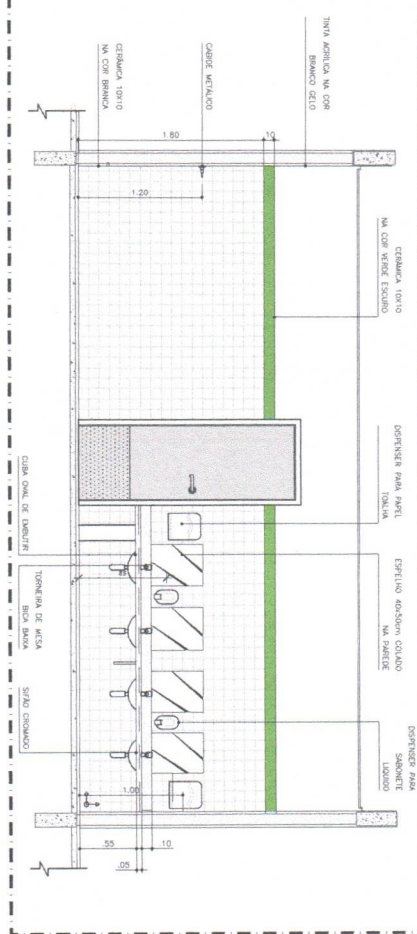 TINTA ACRÍLICA NA COR
BRANCO GELO
CABIDE METÁLICO
CERÂMICA 10X10
NA COR BRANCA
1.80
.10
1.20
CERÂMICA 10X10
NA COR VERDE ESCURO
DISPENSER PARA PAPEL
TOALHA
ESPELHO 40x50cm COLADO
NA PAREDE
DISPENSER PARA
SABONETE
LIQUIDO
CUBA OVAL DE EMBUTIR
TORNEIRA DE MESA
BICA BAIXA
SIFÃO CROMADO
1.00
.55
.05
.10